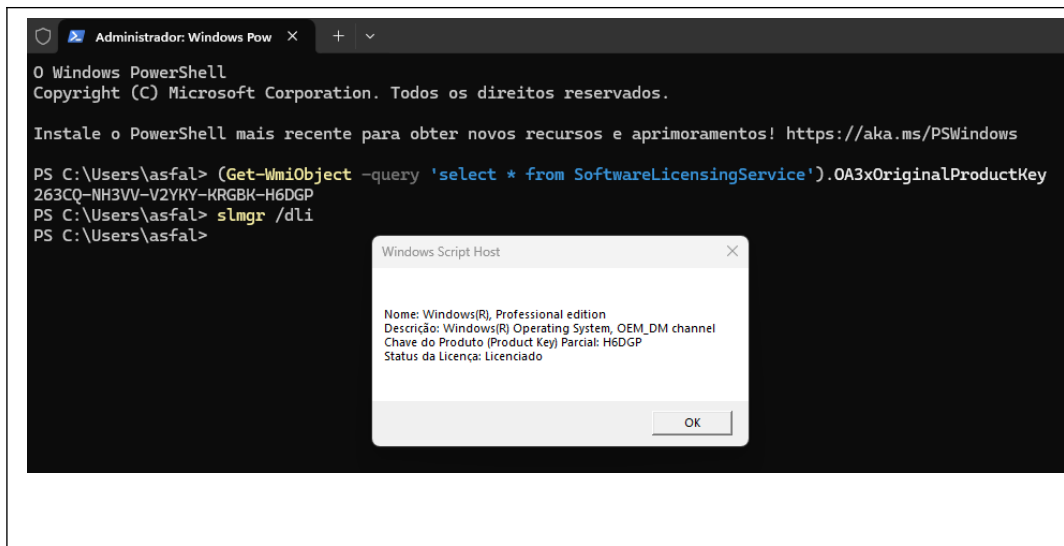 Administrador: Windows Pow
O Windows PowerShell
Copyright (C) Microsoft Corporation. Todos os direitos reservados.
Instale o PowerShell mais recente para obter novos recursos e aprimoramentos! https://aka.ms/PSWindows
PS C:\Users\asfal> (Get-WmiObject -query 'select * from SoftwareLicensingService').OA3xOriginalProductKey
263CQ-NH3VV-V2YKY-KRGBK-H6DGP
PS C:\Users\asfal> slmgr /dli
PS C:\Users\asfal>
Windows Script Host
Nome: Windows(R), Professional edition
Descrição: Windows(R) Operating System, OEM_DM channel
Chave do Produto (Product Key) Parcial: H6DGP
Status da Licença: Licenciado
OK